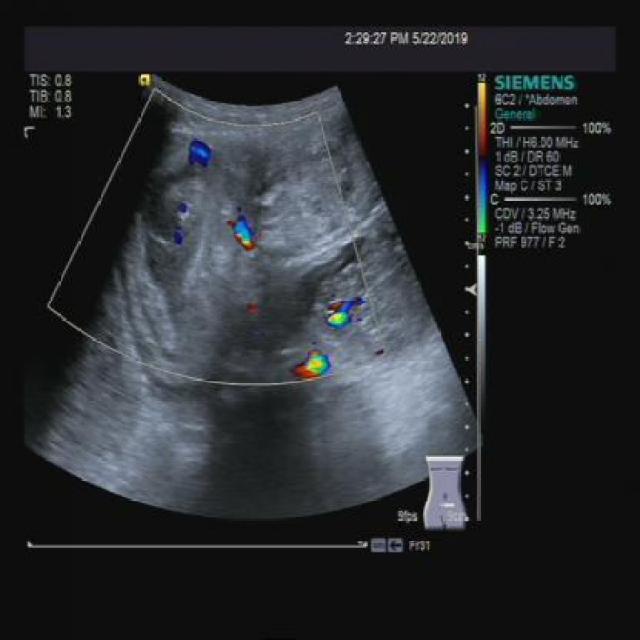 2:29:27 PM 5/22/2019
TIS: 0.8
TIB: 0.8
MI: 1.3
SIEMENS
6C2 / *Abdomen
General
2D 100%
THI / H6.00 MHz
1 dB / DR 60
SC 2 / DTCE M
Map C / ST 3
C 100%
CDV / 3.25 MHz
-1 dB / Flow Gen
PRF 977 / F 2
9fps